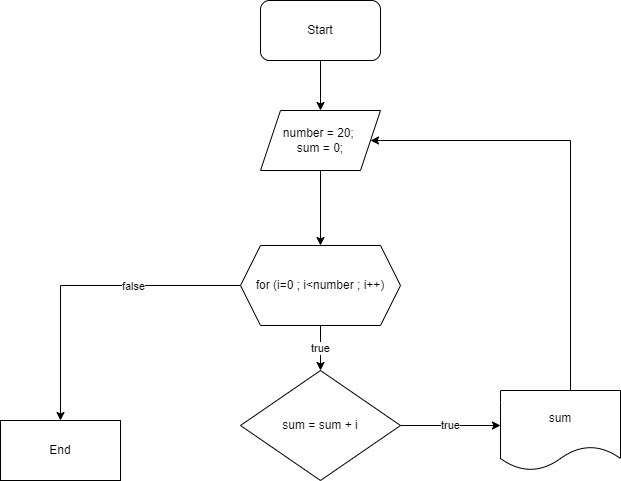 Start
number = 20;
sum = 0;
for (i=0 ; i<number ; i++)
false
true
sum = sum + i
true
sum
End